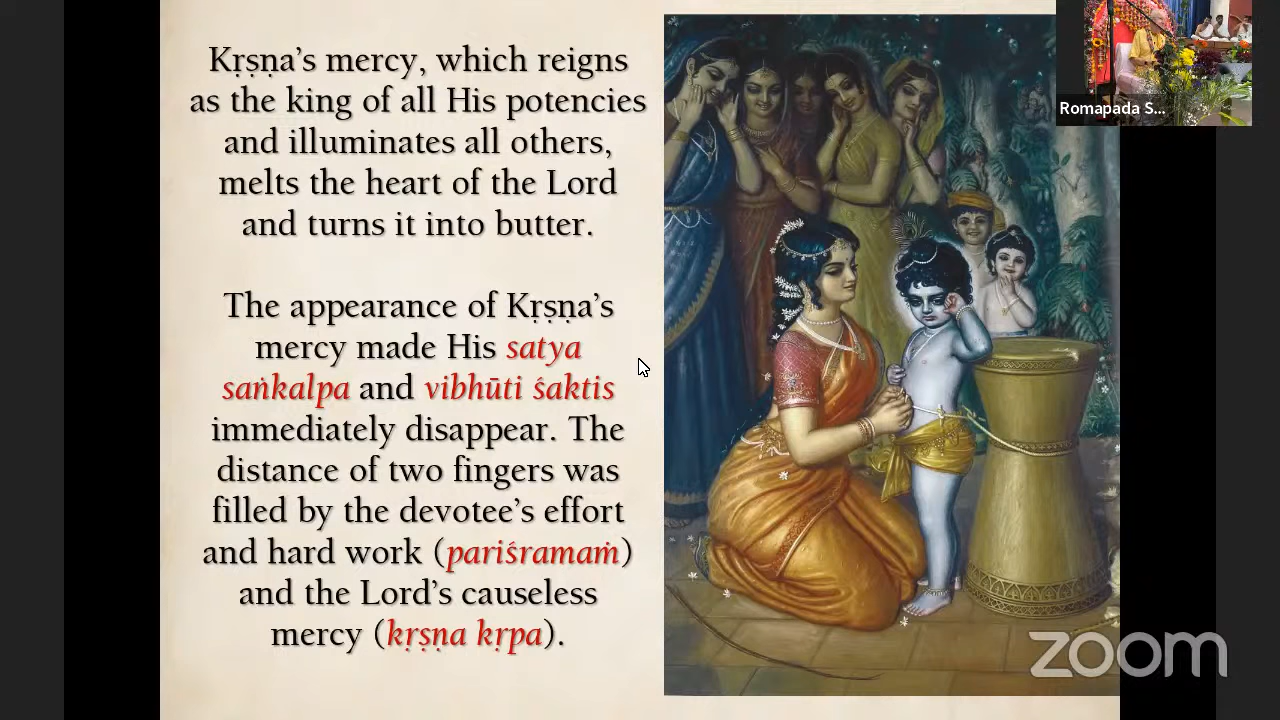 Kṛṣṇa’s mercy, which reigns
as the king of all His potencies
and illuminates all others,
melts the heart of the Lord
and turns it into butter.
The appearance of Kṛṣṇa’s
mercy made His satya
saṅkalpa and vibhūti śaktis
immediately disappear. The
distance of two fingers was
filled by the devotee’s effort
and hard work (pariśramaṁ)
and the Lord’s causeless
mercy (kṛṣṇa kṛpa).
Romapada S...
zoom